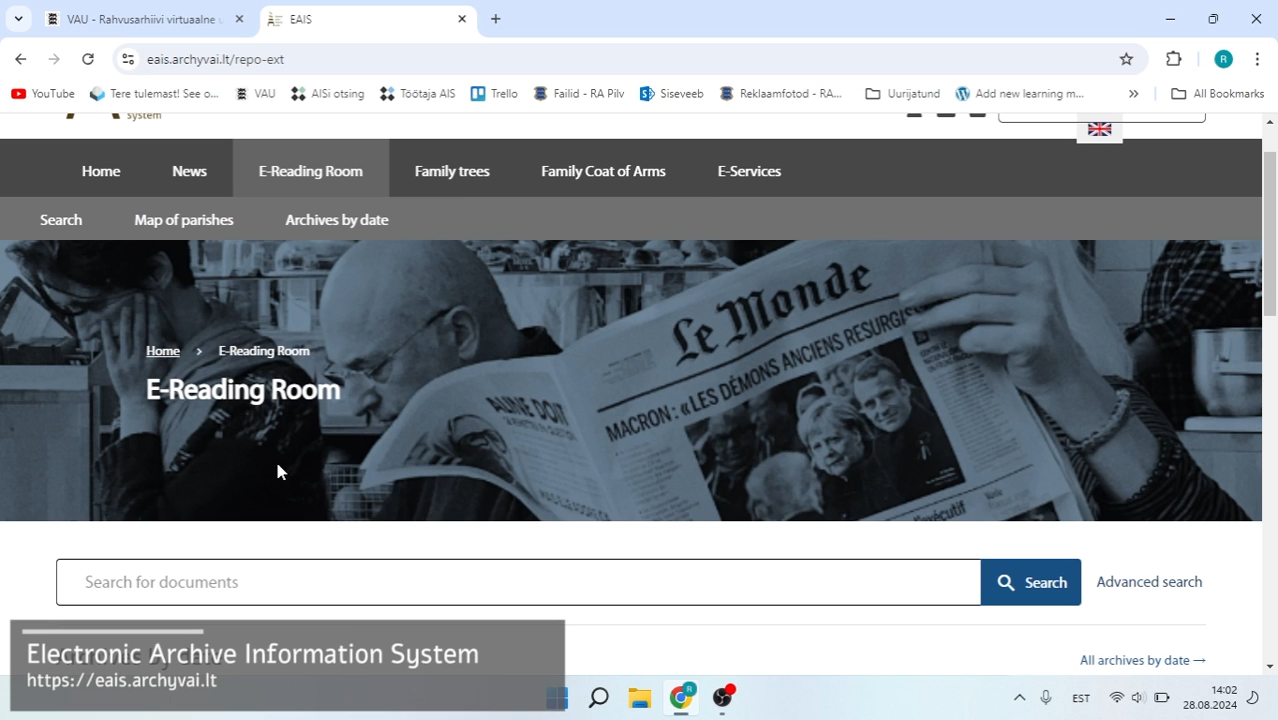 VAU - Rahvusarhiivi virtuaalne
EAIS
eais.archyvai.lt/repo-ext
R
YouTube
Tere tulemast! See o...
VAU
AISi otsing
Töötaja AIS
Trello
Failid - RA Pilv
Siseveeb
Reklaamfotod - RA...
Uurijatund
Add new learning m...
All Bookmarks
system
Home
News
E-Reading Room
Family trees
Family Coat of Arms
E-Services
Search
Map of parishes
Archives by date
Le Monde
MACRON : «LES DÉMONS ANCIENS RESURGIS
ALINE DOIT
l'exécutif
Home > E-Reading Room
E-Reading Room
Search for documents
Search
Advanced search
All archives by date →
Electronic Archive Information System
https://eais.archyvai.lt
R
EST
14:02
28.08.2024